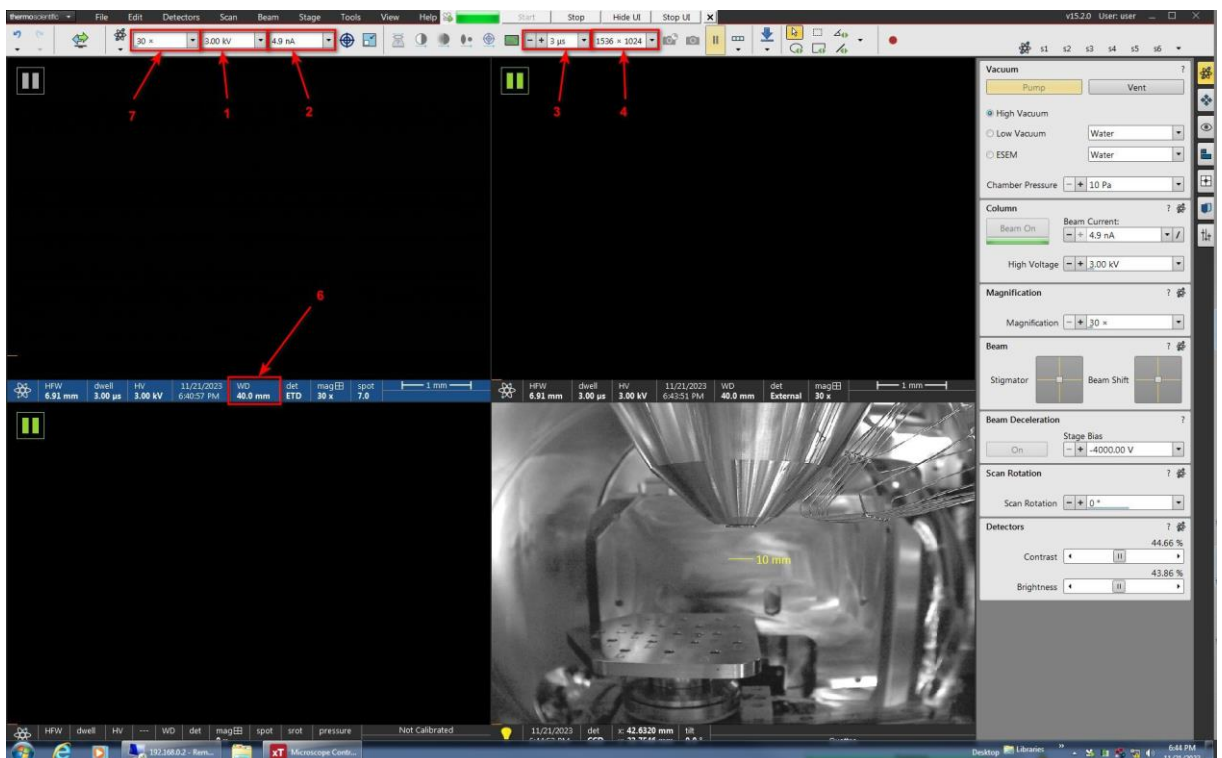 thermoscientific File Edit Detectors Scan Beam Stage Tools View Help Start Stop Hide UI Stop UI x v15.2.0 User: user
30 × 3.00 kV 4.9 nA - + 3 µs 1536 × 1024
s1 s2 s3 s4 s5 s6
7 1 2 3 4
6
HFW dwell HV 11/21/2023 WD det mag spot 1 mm
6.91 mm 3.00 µs 3.00 kV 6:40:57 PM 40.0 mm ETD 30 x 7.0
HFW dwell HV 11/21/2023 WD det mag 1 mm
6.91 mm 3.00 µs 3.00 kV 6:43:51 PM 40.0 mm External 30 x
10 mm
HFW dwell HV --- WD det mag spot srot pressure Not Calibrated
11/21/2023 det x: 42.6320 mm tilt
Vacuum ?
Pump Vent
High Vacuum
Low Vacuum Water
ESEM Water
Chamber Pressure - + 10 Pa
Column ?
Beam On
Beam Current:
- + 4.9 nA /
High Voltage - + 3.00 kV
Magnification ?
Magnification - + 30 ×
Beam ?
Stigmator Beam Shift
Beam Deceleration ?
Stage Bias
On - + -4000.00 V
Scan Rotation ?
Scan Rotation - + 0 °
Detectors ?
44.66 %
Contrast
43.86 %
Brightness
192.168.0.2 - Rem... xT Microscope Contr... Desktop Libraries » 6:44 PM